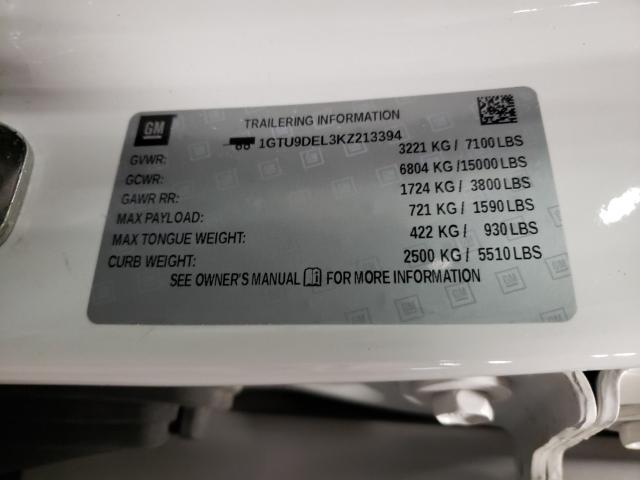 GM
TRAILERING INFORMATION
1GTU9DEL3KZ213394
GVWR: 3221 KG / 7100 LBS
GCWR: 6804 KG /15000 LBS
GAWR RR: 1724 KG / 3800 LBS
MAX PAYLOAD: 721 KG / 1590 LBS
MAX TONGUE WEIGHT: 422 KG / 930 LBS
CURB WEIGHT: 2500 KG / 5510 LBS
SEE OWNER'S MANUAL FOR MORE INFORMATION